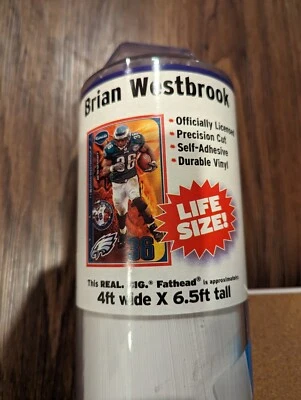 Brian Westbrook
• Officially Licensed
• Precision Cut
• Self-Adhesive
• Durable Vinyl
36
LIFE
SIZE!
36
This REAL. BIG.® Fathead® is approximately
4ft wide X 6.5ft tall